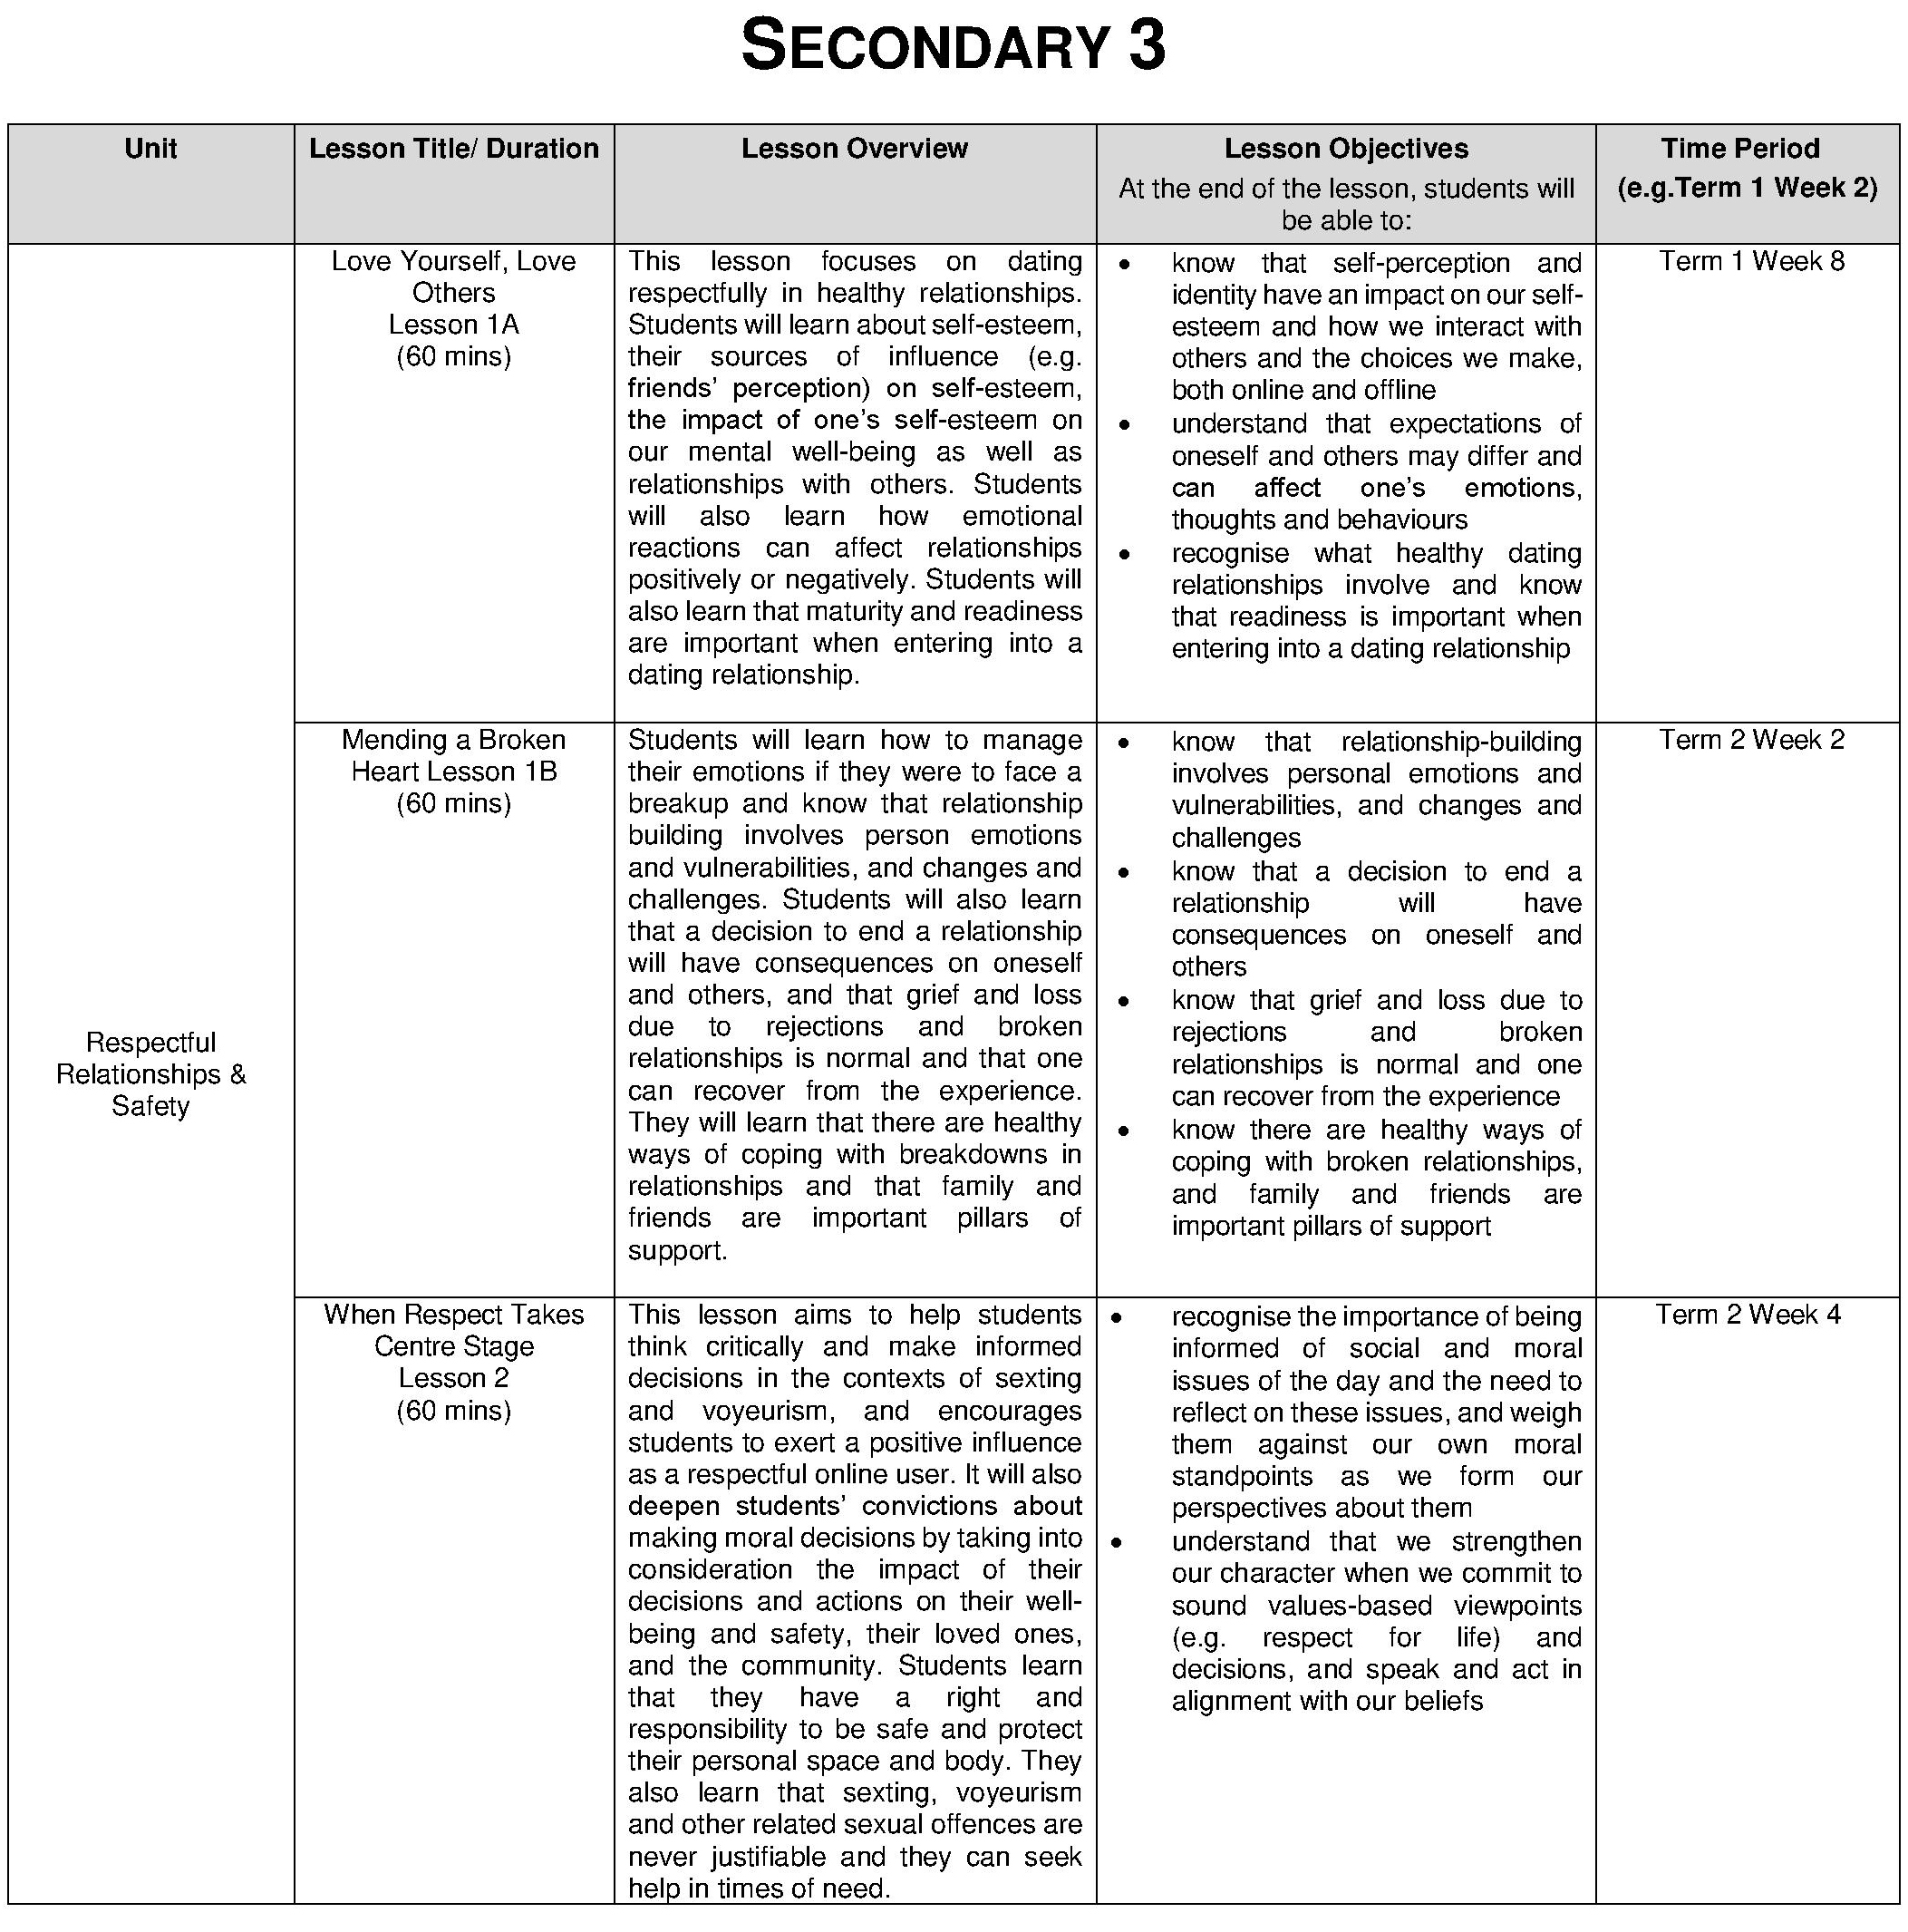 SECONDARY 3
Unit
Lesson Title/ Duration
Lesson Overview
Lesson Objectives
At the end of the lesson, students will
be able to:
Time Period
(e.g.Term 1 Week 2)
Respectful
Relationships &
Safety
Love Yourself, Love
Others
Lesson 1A
(60 mins)
This lesson focuses on dating
respectfully in healthy relationships.
Students will learn about self-esteem,
their sources of influence (e.g.
friends’ perception) on self-esteem,
the impact of one’s self-esteem on
our mental well-being as well as
relationships with others. Students
will also learn how emotional
reactions can affect relationships
positively or negatively. Students will
also learn that maturity and readiness
are important when entering into a
dating relationship.
• know that self-perception and
identity have an impact on our self-
esteem and how we interact with
others and the choices we make,
both online and offline
• understand that expectations of
oneself and others may differ and
can affect one’s emotions,
thoughts and behaviours
• recognise what healthy dating
relationships involve and know
that readiness is important when
entering into a dating relationship
Term 1 Week 8
Mending a Broken
Heart Lesson 1B
(60 mins)
Students will learn how to manage
their emotions if they were to face a
breakup and know that relationship
building involves person emotions
and vulnerabilities, and changes and
challenges. Students will also learn
that a decision to end a relationship
will have consequences on oneself
and others, and that grief and loss
due to rejections and broken
relationships is normal and that one
can recover from the experience.
They will learn that there are healthy
ways of coping with breakdowns in
relationships and that family and
friends are important pillars of
support.
• know that relationship-building
involves personal emotions and
vulnerabilities, and changes and
challenges
• know that a decision to end a
relationship will have
consequences on oneself and
others
• know that grief and loss due to
rejections and broken
relationships is normal and one
can recover from the experience
• know there are healthy ways of
coping with broken relationships,
and family and friends are
important pillars of support
Term 2 Week 2
When Respect Takes
Centre Stage
Lesson 2
(60 mins)
This lesson aims to help students
think critically and make informed
decisions in the contexts of sexting
and voyeurism, and encourages
students to exert a positive influence
as a respectful online user. It will also
deepen students’ convictions about
making moral decisions by taking into
consideration the impact of their
decisions and actions on their well-
being and safety, their loved ones,
and the community. Students learn
that they have a right and
responsibility to be safe and protect
their personal space and body. They
also learn that sexting, voyeurism
and other related sexual offences are
never justifiable and they can seek
help in times of need.
• recognise the importance of being
informed of social and moral
issues of the day and the need to
reflect on these issues, and weigh
them against our own moral
standpoints as we form our
perspectives about them
• understand that we strengthen
our character when we commit to
sound values-based viewpoints
(e.g. respect for life) and
decisions, and speak and act in
alignment with our beliefs
Term 2 Week 4